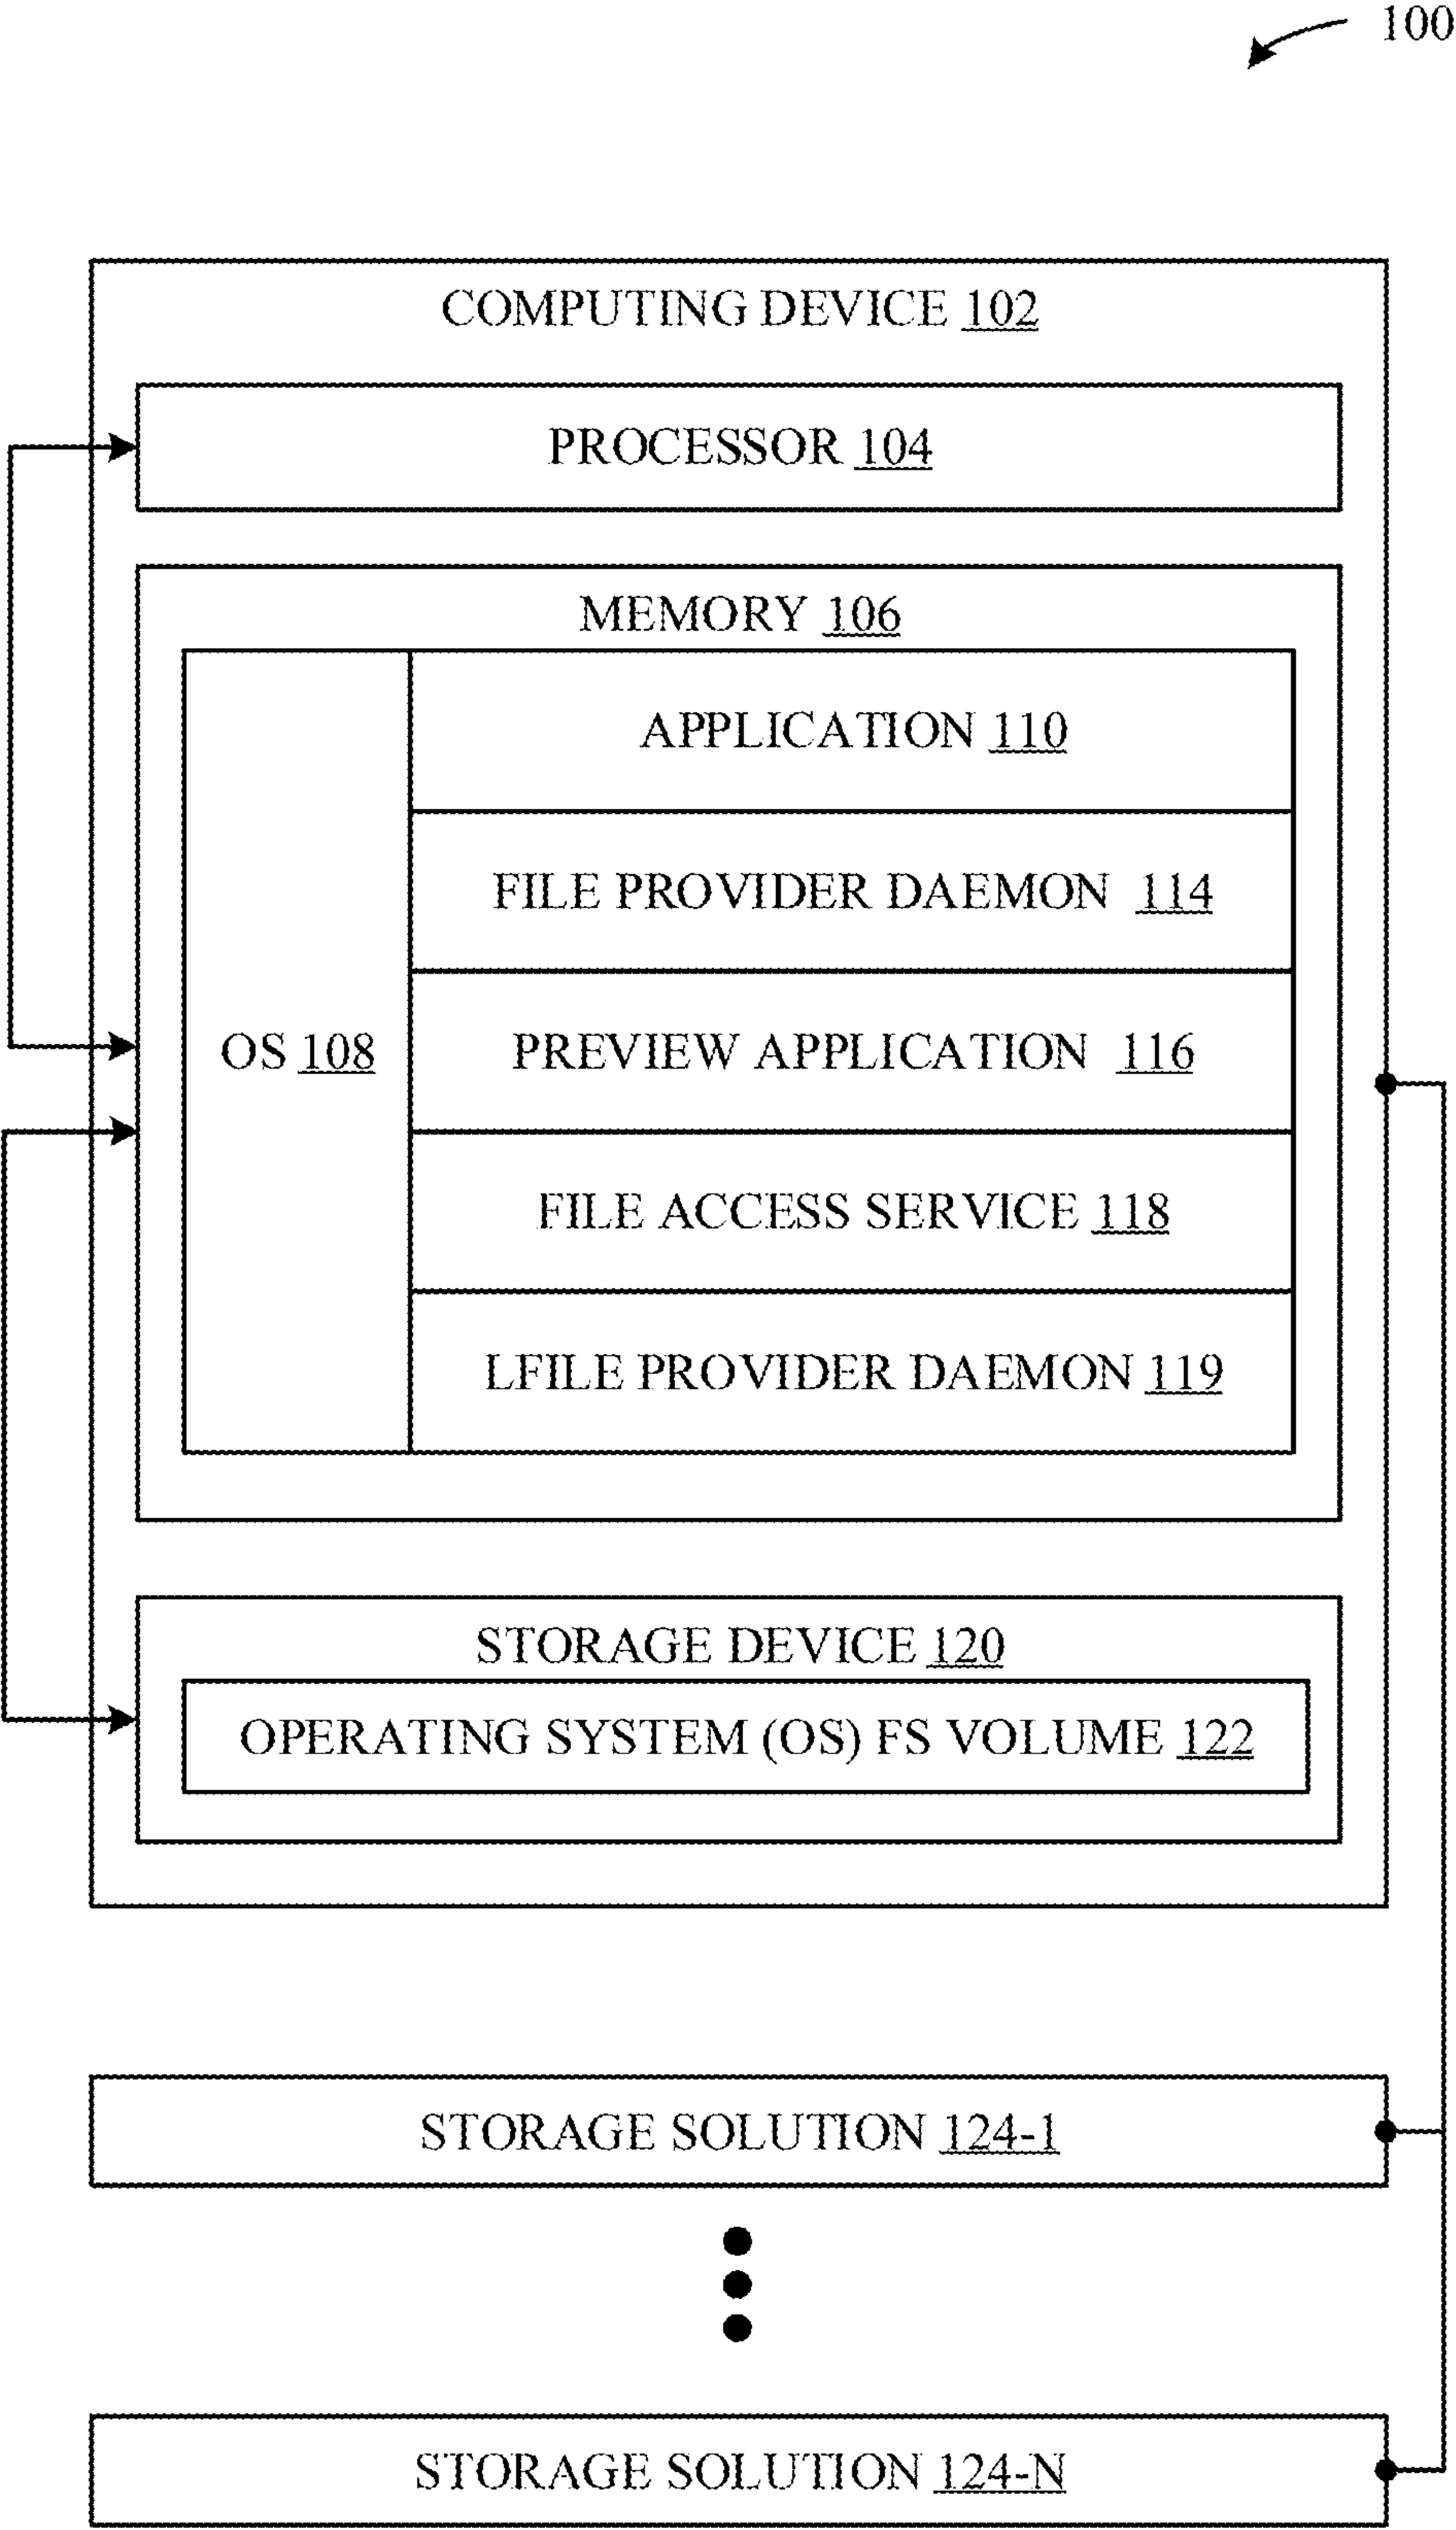 100
COMPUTING DEVICE 102
PROCESSOR 104
MEMORY 106
OS 108
APPLICATION 110
FILE PROVIDER DAEMON 114
PREVIEW APPLICATION 116
FILE ACCESS SERVICE 118
LFILE PROVIDER DAEMON 119
STORAGE DEVICE 120
OPERATING SYSTEM (OS) FS VOLUME 122
STORAGE SOLUTION 124-1
STORAGE SOLUTION 124-N